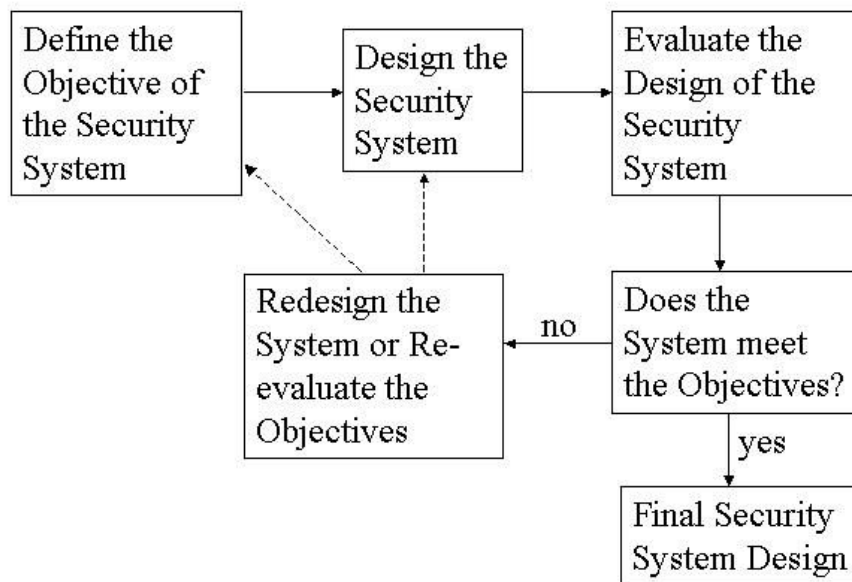 Define the
Objective of
the Security
System
Design the
Security
System
Evaluate the
Design of the
Security
System
Does the
System meet
the Objectives?
no
Redesign the
System or Re-
evaluate the
Objectives
yes
Final Security
System Design